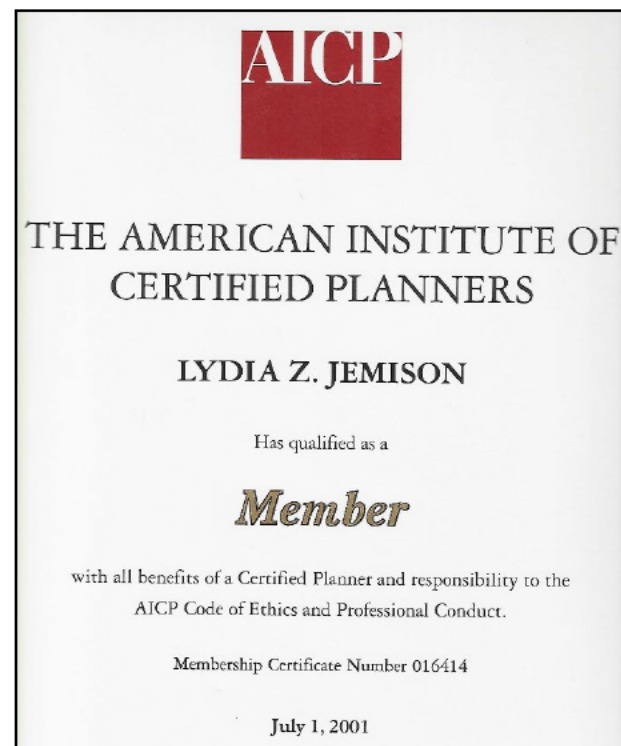 AICP
THE AMERICAN INSTITUTE OF
CERTIFIED PLANNERS
LYDIA Z. JEMISON
Has qualified as a
Member
with all benefits of a Certified Planner and responsibility to the
AICP Code of Ethics and Professional Conduct.
Membership Certificate Number 016414
July 1, 2001